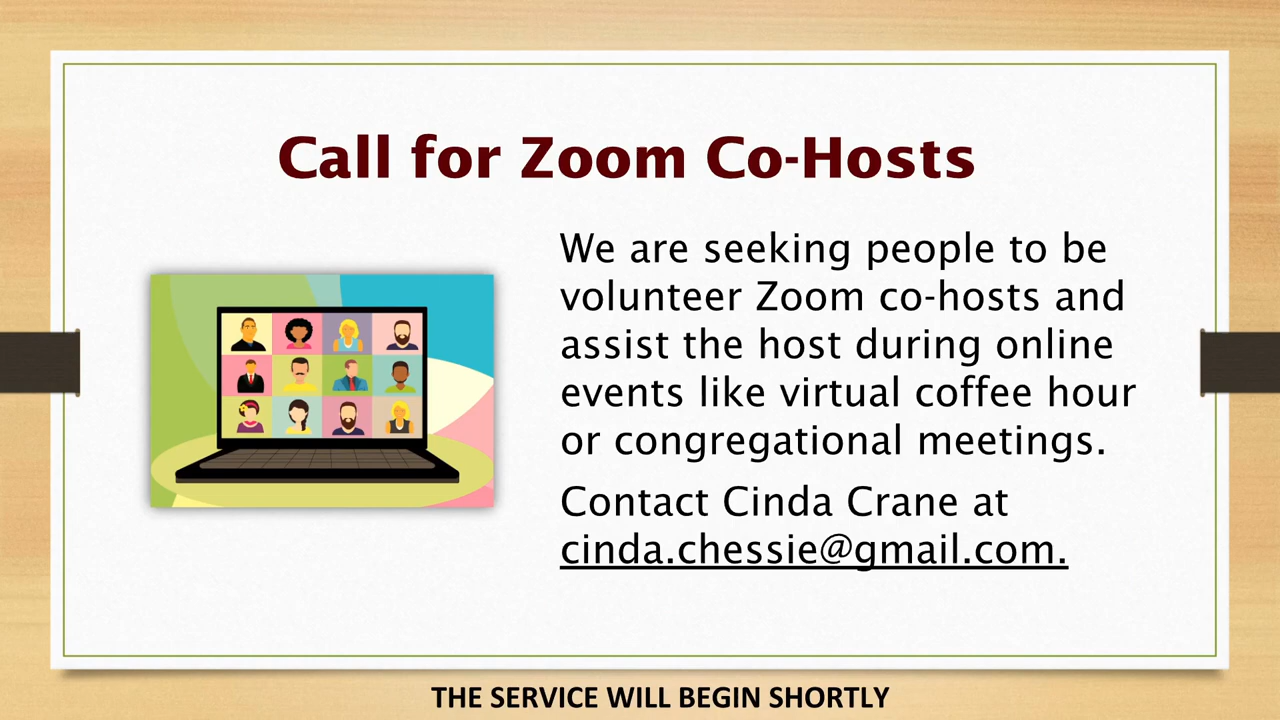 Call for Zoom Co-Hosts
We are seeking people to be
volunteer Zoom co-hosts and
assist the host during online
events like virtual coffee hour
or congregational meetings.
Contact Cinda Crane at
cinda.chessie@gmail.com.
THE SERVICE WILL BEGIN SHORTLY